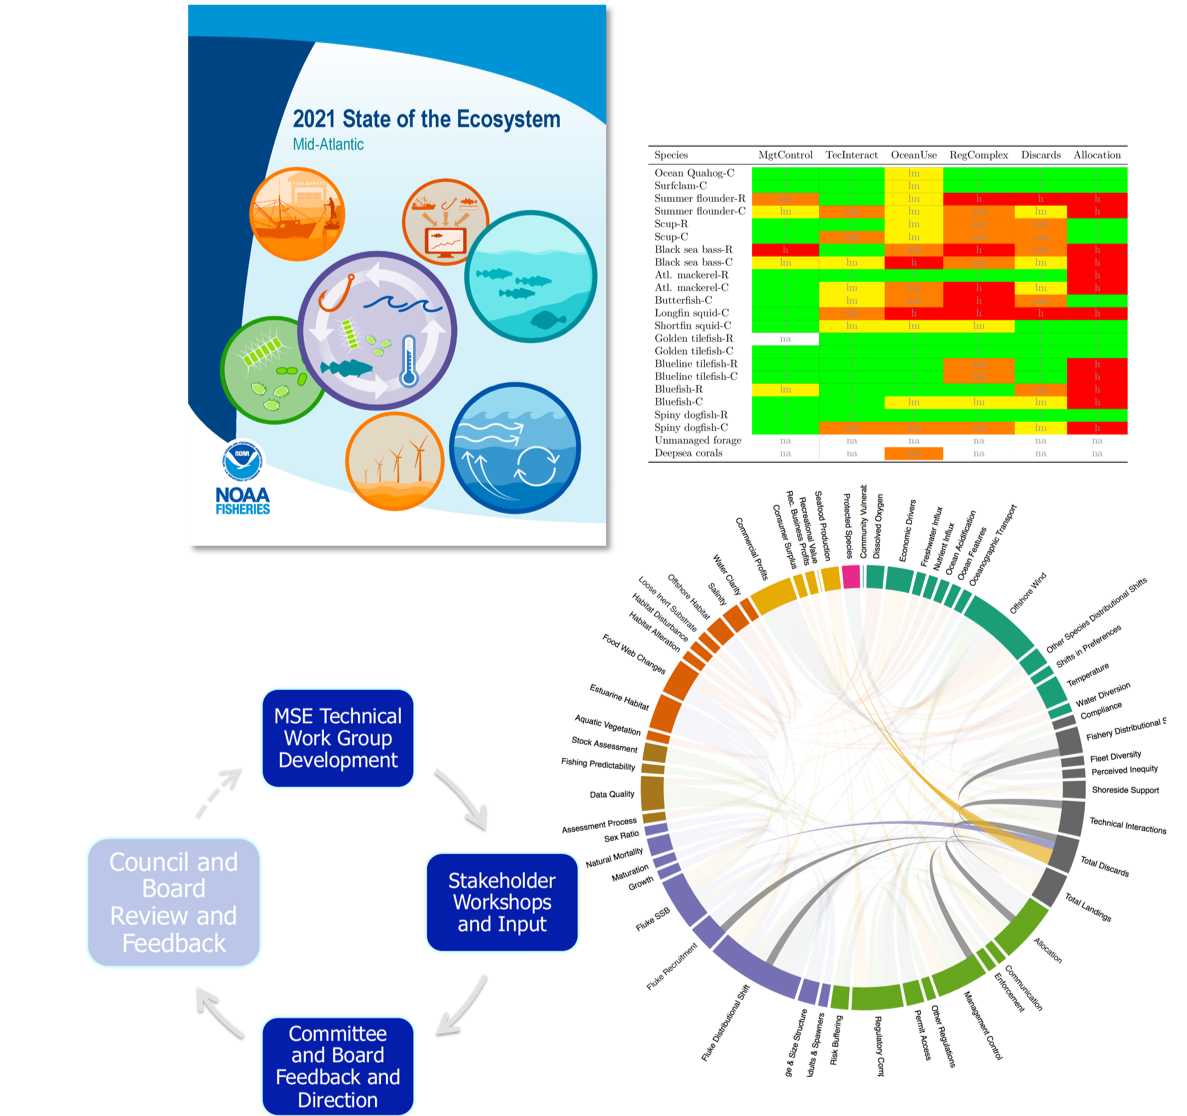 2021 State of the Ecosystem
Mid-Atlantic
NOAA
NOAA
FISHERIES
Species MgtControl TecInteract OceanUse RegComplex Discards Allocation
Ocean Quahog-C lm
Surfclam-C lm
Summer flounder-R lm h h h
Summer flounder-C lm lm lm h
Scup-R lm
Scup-C lm
Black sea bass-R h h h
Black sea bass-C lm lm h lm h
Atl. mackerel-R h
Atl. mackerel-C lm h lm h
Butterfish-C lm h
Longfin squid-C h h h h
Shortfin squid-C lm lm lm
Golden tilefish-R na
Golden tilefish-C
Blueline tilefish-R h
Blueline tilefish-C h
Bluefish-R lm h
Bluefish-C lm lm lm h
Spiny dogfish-R
Spiny dogfish-C lm h
Unmanaged forage na na na na na na
Deepsea corals na na na na na
MSE Technical
Work Group
Development
Stakeholder
Workshops
and Input
Committee
and Board
Feedback and
Direction
Council and
Board
Review and
Feedback
Community Vulnerat
Dissolved Oxygen
Economic Drivers
Freshwater Influx
Nutrient Influx
Ocean Acidification
Ocean Features
Oceanographic Transport
Offshore Wind
Other Species Distributional Shifts
Shifts in Preferences
Temperature
Water Diversion
Compliance
Fishery Distributional S
Fleet Diversity
Perceived Inequity
Shoreside Support
Technical Interactions
Total Discards
Total Landings
Allocation
Communication
Enforcement
Management Control
Other Regulations
Permit Access
Regulatory Comp
Risk Buffering
dults & Spawners
ge & Size Structure
Fluke Distributional Shift
Fluke Recruitment
Fluke SSB
Growth
Maturation
Natural Mortality
Sex Ratio
Assessment Process
Data Quality
Fishing Predictability
Stock Assessment
Aquatic Vegetation
Estuarine Habitat
Food Web Changes
Habitat Alteration
Habitat Disturbance
Loose Inert Substrate
Offshore Habitat
Salinity
Water Clarity
Commercial Profits
Consumer Surplus
Rec. Business Profits
Recreational Value
Seafood Production
Protected Species